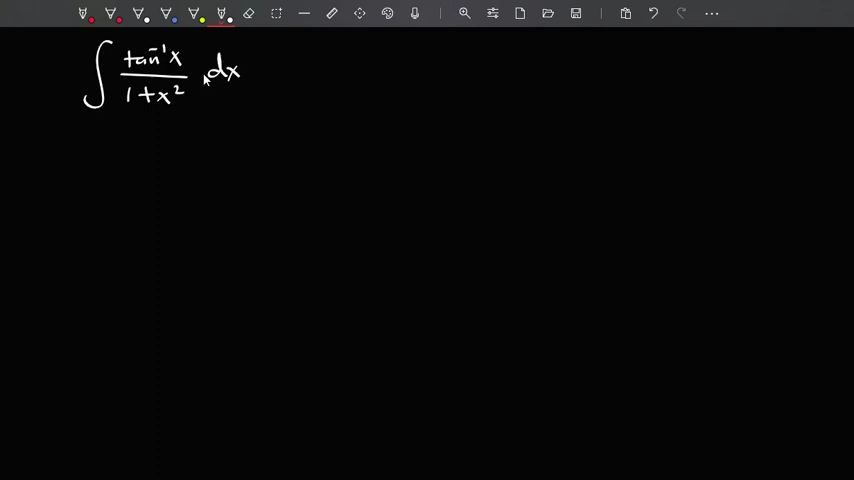 ∫ tan⁻¹x / 1+x² dx